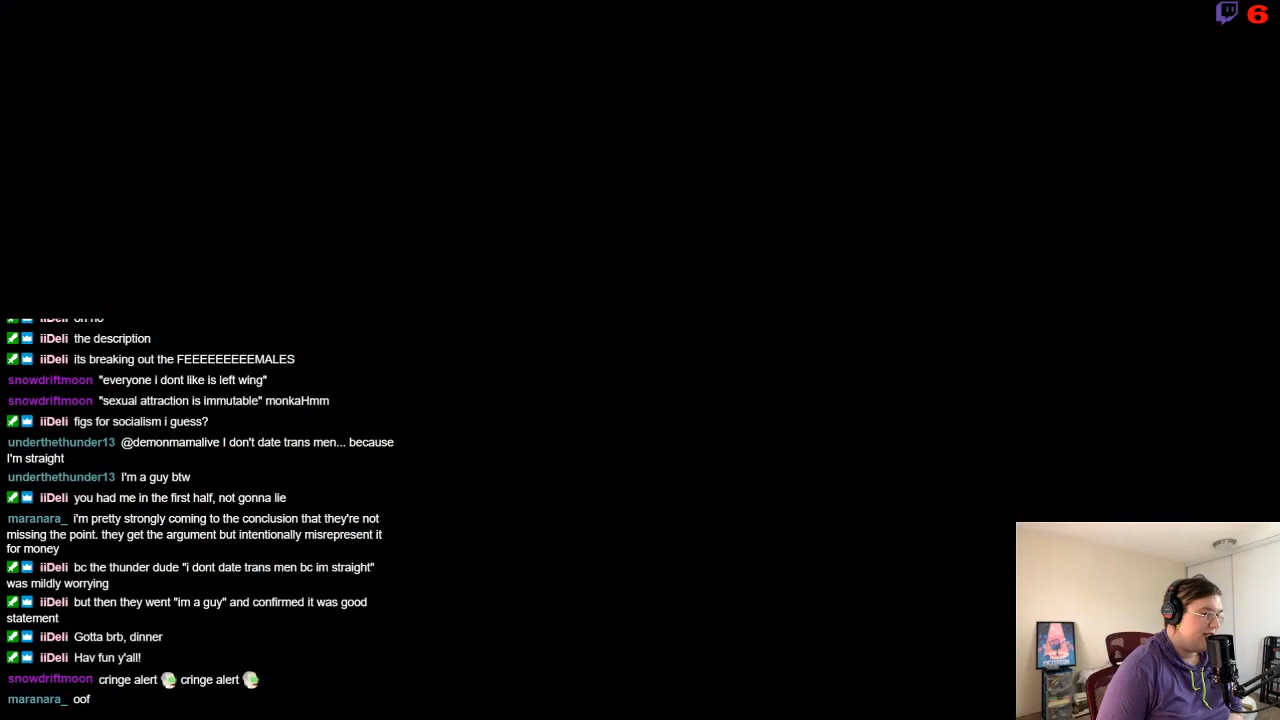 6
iiDeli oh no
iiDeli the description
iiDeli its breaking out the FEEEEEEEEEMALES
snowdriftmoon "everyone i dont like is left wing"
snowdriftmoon "sexual attraction is immutable" monkaHmm
iiDeli figs for socialism i guess?
underthethunder13 @demonmamalive I don't date trans men... because
I'm straight
underthethunder13 I'm a guy btw
iiDeli you had me in the first half, not gonna lie
maranara_ i'm pretty strongly coming to the conclusion that they're not
missing the point. they get the argument but intentionally misrepresent it
for money
iiDeli bc the thunder dude "i dont date trans men bc im straight"
was mildly worrying
iiDeli but then they went "im a guy" and confirmed it was good
statement
iiDeli Gotta brb, dinner
iiDeli Hav fun y'all!
snowdriftmoon cringe alert cringe alert
maranara_ oof